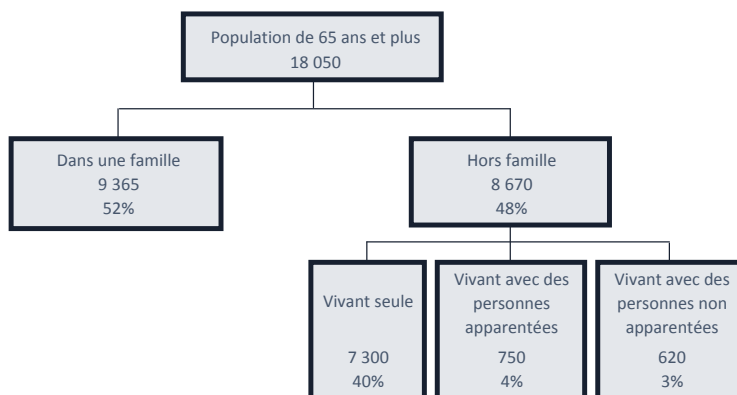 Population de 65 ans et plus
18 050
Dans une famille
9 365
52%
Hors famille
8 670
48%
Vivant seule
7 300
40%
Vivant avec des
personnes
apparentées
750
4%
Vivant avec des
personnes non
apparentées
620
3%